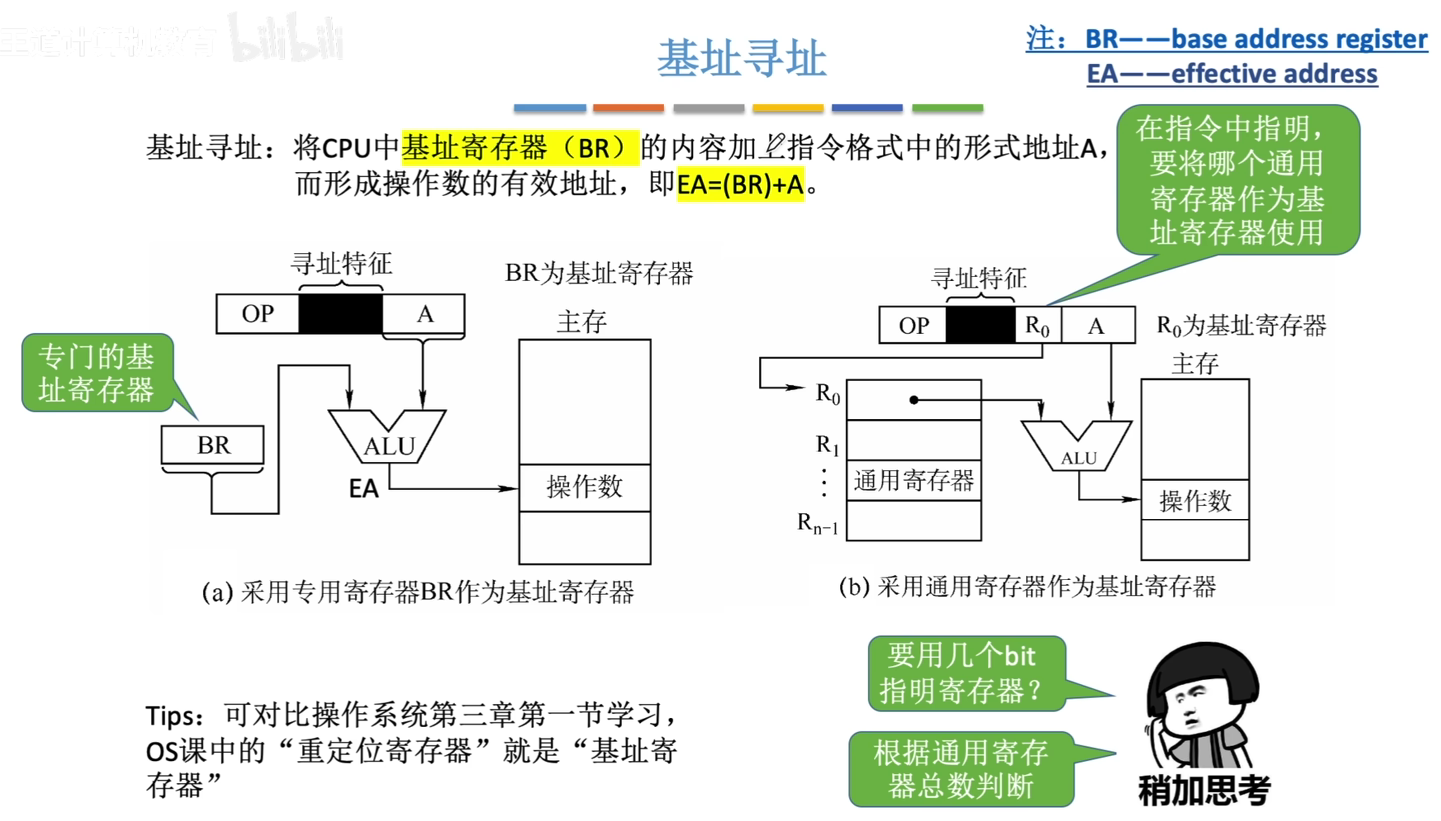 王道计算机教育 bilibili
基址寻址
注：BR——base address register
EA——effective address
基址寻址：将CPU中基址寄存器（BR）的内容加上指令格式中的形式地址A，
而形成操作数的有效地址，即EA=(BR)+A。
在指令中指明，
要将哪个通用
寄存器作为基
址寄存器使用
寻址特征
OP
A
BR为基址寄存器
主存
专门的基
址寄存器
BR
ALU
EA
操作数
(a) 采用专用寄存器BR作为基址寄存器
寻址特征
OP
R₀
A
R₀为基址寄存器
主存
R₀
R₁
⋮
Rₙ₋₁
通用寄存器
ALU
操作数
(b) 采用通用寄存器作为基址寄存器
Tips：可对比操作系统第三章第一节学习，
OS课中的“重定位寄存器”就是“基址寄
存器”
要用几个bit
指明寄存器？
根据通用寄存
器总数判断
稍加思考